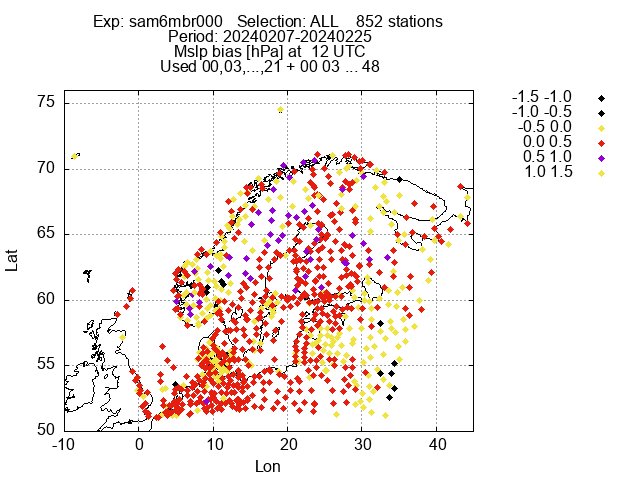 Exp: sam6mbr000 Selection: ALL 852 stations
Period: 20240207-20240225
Mslp bias [hPa] at 12 UTC
Used 00,03,...,21 + 00 03 ... 48
-1.5 -1.0
-1.0 -0.5
-0.5 0.0
0.0 0.5
0.5 1.0
1.0 1.5
75
70
65
60
55
50
Lat
-10 0 10 20 30 40
Lon